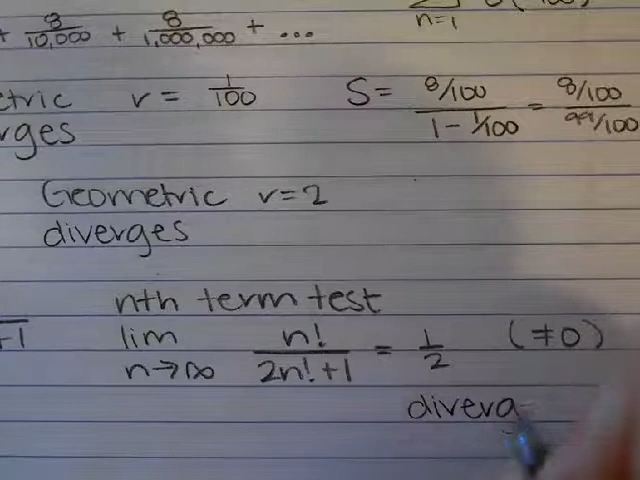 + 8/10,000 + 8/1,000,000 + ...
n=1
etric r = 1/100 S = 8/100 / 1 - 1/100 = 8/100 / 99/100
rges
Geometric r=2
diverges
nth term test
+1 lim n→∞ n!/2n!+1 = 1/2 (≠0)
diverg